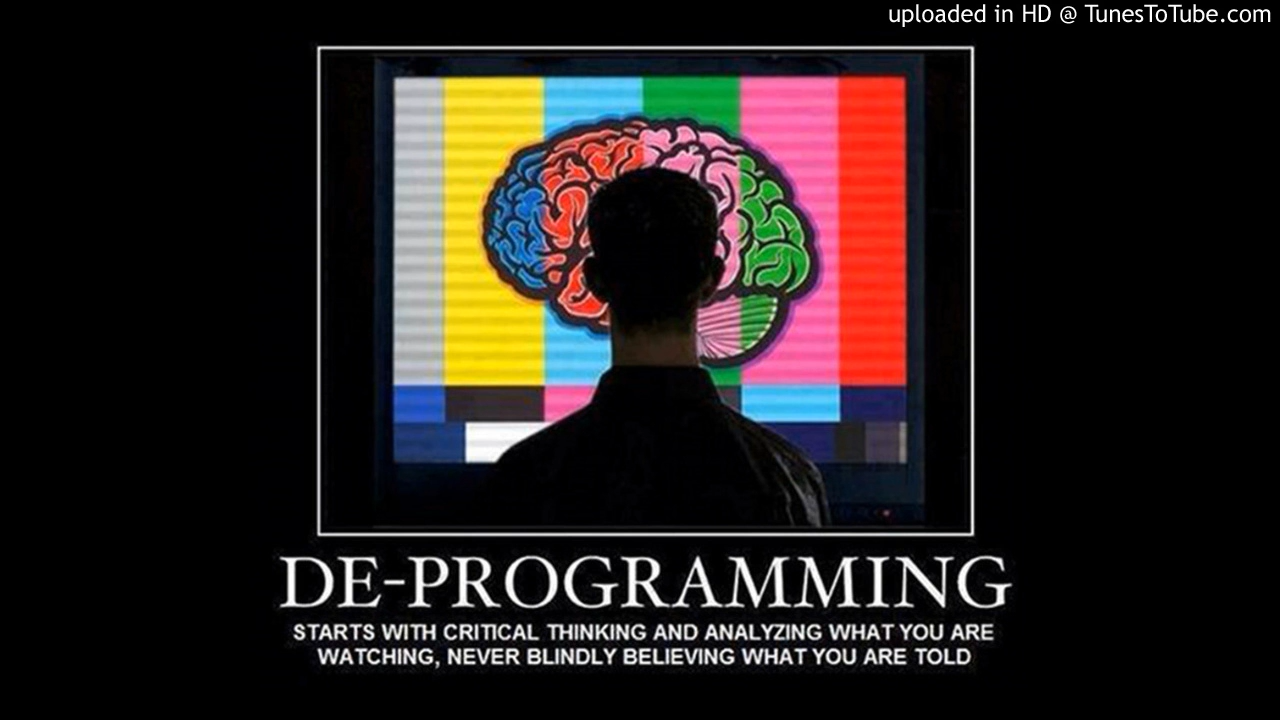 uploaded in HD @ TunesToTube.com
DE-PROGRAMMING
STARTS WITH CRITICAL THINKING AND ANALYZING WHAT YOU ARE
WATCHING, NEVER BLINDLY BELIEVING WHAT YOU ARE TOLD